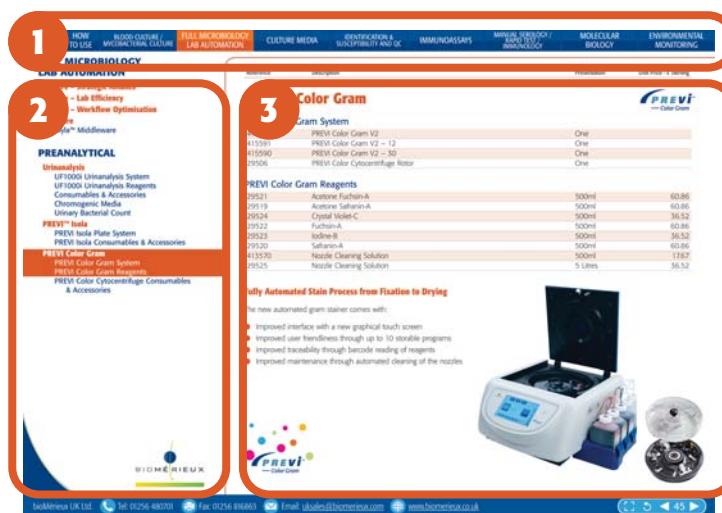 1
HOW
TO USE
BLOOD CULTURE /
MYCOBACTERIAL CULTURE
FULL MICROBIOLOGY
LAB AUTOMATION
CULTURE MEDIA
IDENTIFICATION &
SUSCEPTIBILITY AND QC
IMMUNOASSAYS
MANUAL SEROLOGY /
RAPID TEST /
IMMUNOLOGY
MOLECULAR
BIOLOGY
ENVIRONMENTAL
MONITORING
MICROBIOLOGY
LAB AUTOMATION
2
– Strategic Alliance
– Lab Efficiency
– Workflow Optimisation
Middleware
PREANALYTICAL
Urinanalysis
UF1000i Urinanalysis System
UF1000i Urinanalysis Reagents
Consumables & Accessories
Chromogenic Media
Urinary Bacterial Count
PREVI™ Isola
PREVI Isola Plate System
PREVI Isola Consumables & Accessories
PREVI Color Gram
PREVI Color Gram System
PREVI Color Gram Reagents
PREVI Color Cytocentrifuge Consumables
& Accessories
BIOMÉRIEUX
Reference Description Presentation List Price - £ Sterling
3
Color Gram
PREVI
Color Gram
Gram System
PREVI Color Gram V2 One
415591 PREVI Color Gram V2 – 12 One
415590 PREVI Color Gram V2 – 30 One
29506 PREVI Color Cytocentrifuge Rotor One
PREVI Color Gram Reagents
29521 Acetone Fuchsin-A 500ml 60.86
29519 Acetone Safranin-A 500ml 60.86
29524 Crystal Violet-C 500ml 36.52
29522 Fuchsin-A 500ml 60.86
29523 Iodine-B 500ml 36.52
29520 Safranin-A 500ml 60.86
413570 Nozzle Cleaning Solution 500ml 17.67
29525 Nozzle Cleaning Solution 5 Litres 36.52
Fully Automated Stain Process from Fixation to Drying
The new automated gram stainer comes with:
Improved interface with a new graphical touch screen
Improved user friendliness through up to 10 storable programs
Improved traceability through barcode reading of reagents
Improved maintenance through automated cleaning of the nozzles
PREVI
Color Gram
bioMérieux UK Ltd. Tel: 01256 480701 Fax: 01256 816863 Email: uksales@biomerieux.com www.biomerieux.co.uk 45